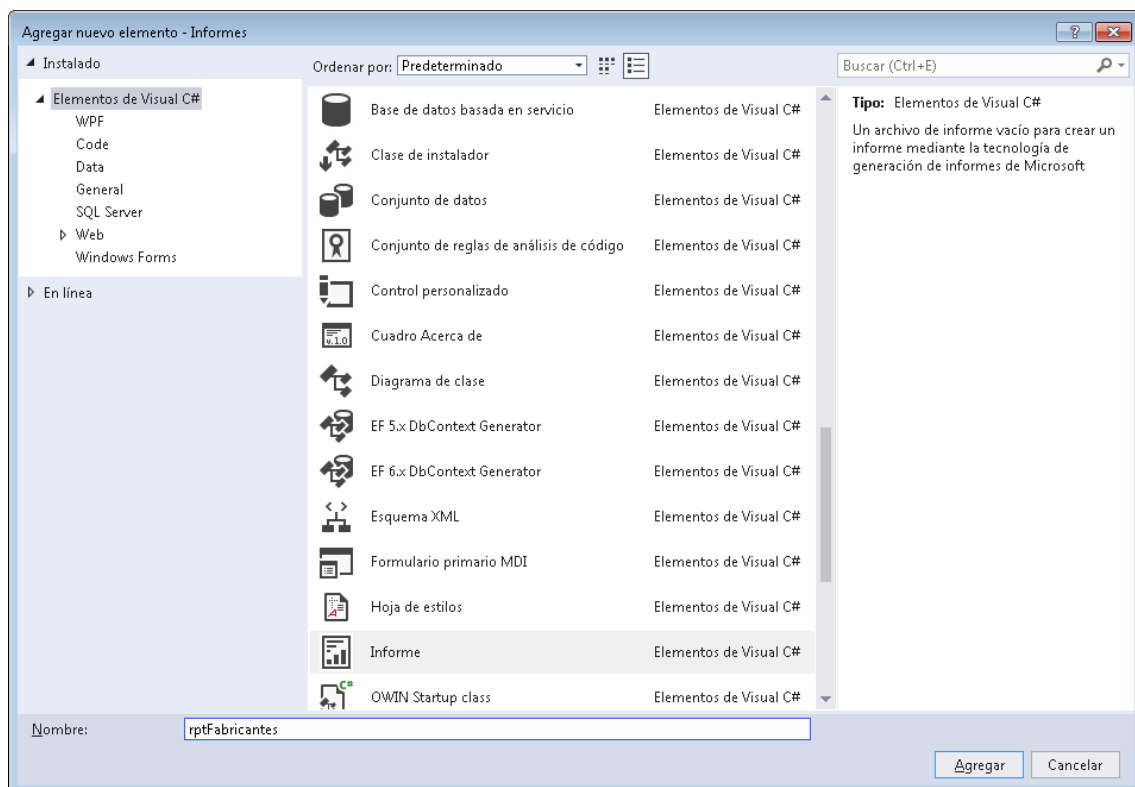 Agregar nuevo elemento - Informes
Instalado
Elementos de Visual C#
WPF
Code
Data
General
SQL Server
Web
Windows Forms
En línea
Ordenar por: Predeterminado
Base de datos basada en servicio Elementos de Visual C#
Clase de instalador Elementos de Visual C#
Conjunto de datos Elementos de Visual C#
Conjunto de reglas de análisis de código Elementos de Visual C#
Control personalizado Elementos de Visual C#
v.1.0
Cuadro Acerca de Elementos de Visual C#
Diagrama de clase Elementos de Visual C#
EF 5.x DbContext Generator Elementos de Visual C#
EF 6.x DbContext Generator Elementos de Visual C#
Esquema XML Elementos de Visual C#
Formulario primario MDI Elementos de Visual C#
Hoja de estilos Elementos de Visual C#
Informe Elementos de Visual C#
C#
OWIN Startup class Elementos de Visual C#
Buscar (Ctrl+E)
Tipo: Elementos de Visual C#
Un archivo de informe vacío para crear un
informe mediante la tecnología de
generación de informes de Microsoft
Nombre: rptFabricantes
Agregar Cancelar